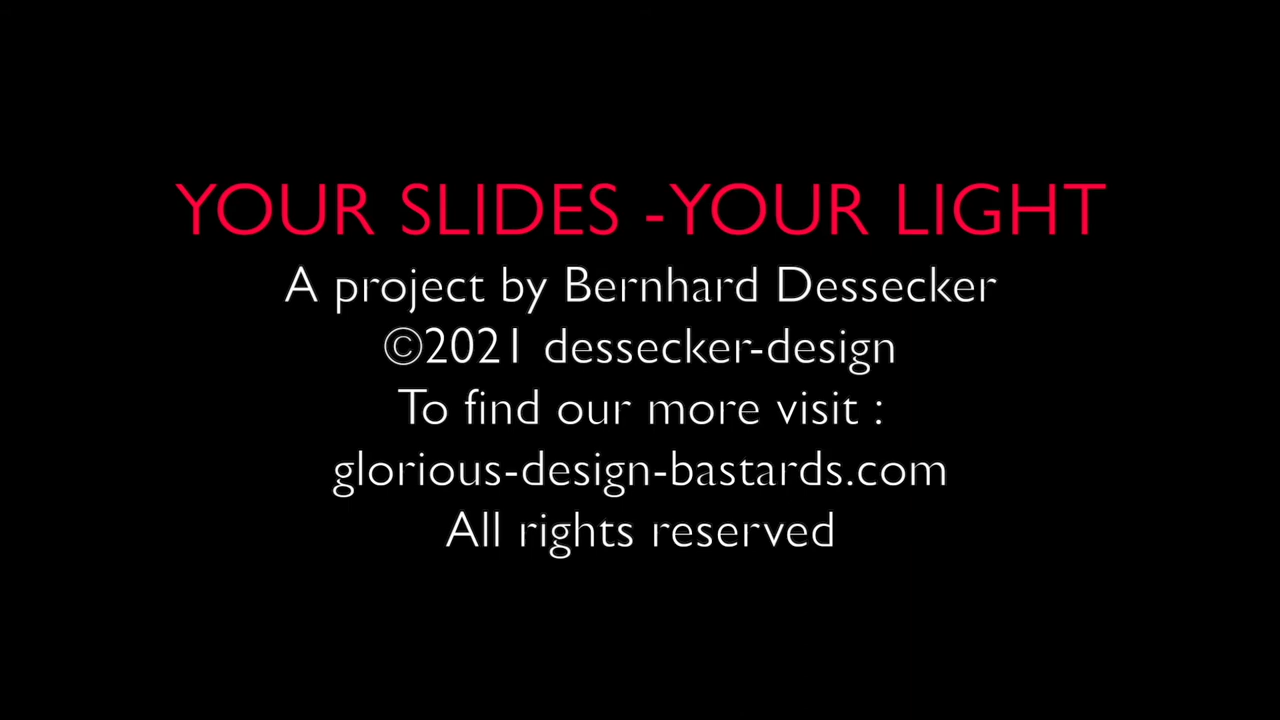 YOUR SLIDES -YOUR LIGHT
A project by Bernhard Dessecker
©2021 dessecker-design
To find our more visit :
glorious-design-bastards.com
All rights reserved